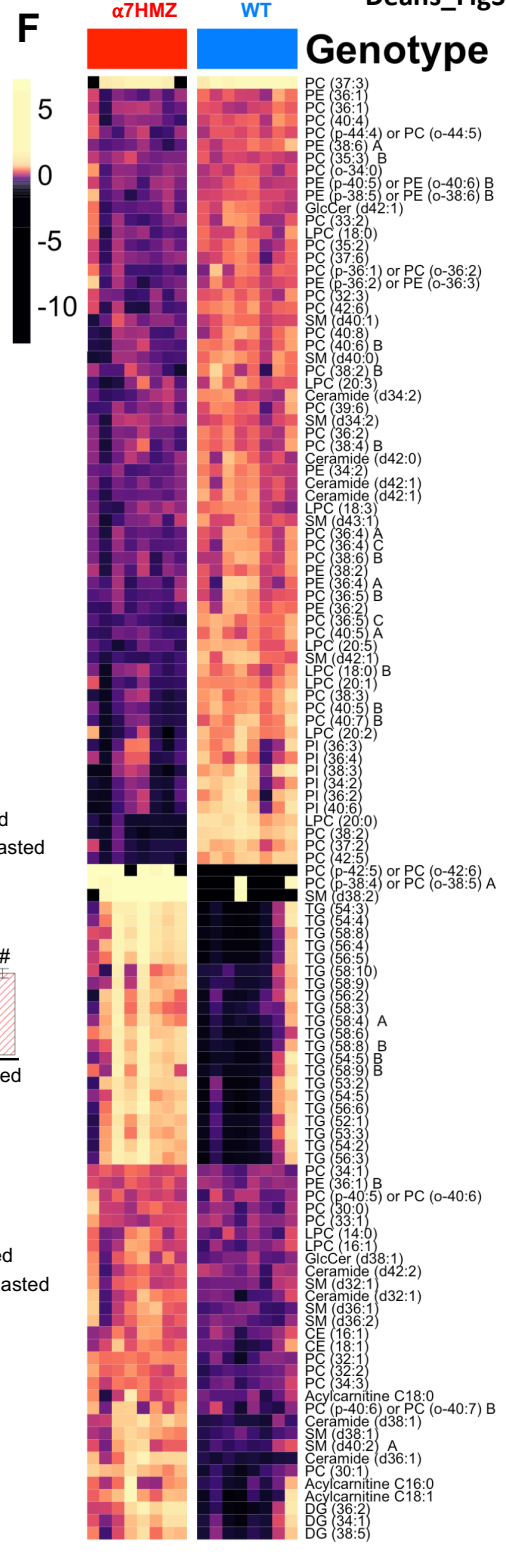 Deans_Fig3
F
α7HMZ
WT
Genotype
5
0
-5
-10
PC (37:3)
PE (36:1)
PC (36:1)
PC (40:4)
PC (p-44:4) or PC (o-44:5)
PE (38:6) A
PC (35:3) B
PC (o-34:0)
PE (p-40:5) or PE (o-40:6) B
PE (p-38:5) or PE (o-38:6) B
GlcCer (d42:1)
PC (33:2)
LPC (18:0)
PC (35:2)
PC (37:6)
PC (p-36:1) or PC (o-36:2)
PE (p-36:2) or PE (o-36:3)
PC (32:3)
PC (42:6)
SM (d40:1)
PC (40:8)
PC (40:6) B
SM (d40:0)
PC (38:2) B
LPC (20:3)
Ceramide (d34:2)
PC (39:6)
SM (d34:2)
PC (36:2)
PC (38:4) B
Ceramide (d42:0)
PE (34:2)
Ceramide (d42:1)
Ceramide (d42:1)
LPC (18:3)
SM (d43:1)
PC (36:4) A
PC (36:4) C
PC (38:6) B
PE (38:2)
PE (36:4) A
PC (36:5) B
PE (36:2)
PC (36:5) C
PC (40:5) A
LPC (20:5)
SM (d42:1)
LPC (18:0) B
LPC (20:1)
PC (38:3)
PC (40:5) B
PC (40:7) B
LPC (20:2)
PI (36:3)
PI (36:4)
PI (38:3)
PI (34:2)
PI (36:2)
PI (40:6)
LPC (20:0)
PC (38:2)
PC (37:2)
PC (42:5)
PC (p-42:5) or PC (o-42:6)
PC (p-38:4) or PC (o-38:5) A
SM (d38:2)
TG (54:3)
TG (54:4)
TG (58:8)
TG (56:4)
TG (56:5)
TG (58:10)
TG (58:9)
TG (56:2)
TG (58:3)
TG (58:4) A
TG (58:6)
TG (58:8) B
TG (54:5) B
TG (58:9) B
TG (53:2)
TG (54:5)
TG (56:6)
TG (52:1)
TG (53:3)
TG (54:2)
TG (56:3)
PC (34:1)
PE (36:1) B
PC (p-40:5) or PC (o-40:6)
PC (30:0)
PC (33:1)
LPC (14:0)
LPC (16:1)
GlcCer (d38:1)
Ceramide (d42:2)
SM (d32:1)
Ceramide (d32:1)
SM (d36:1)
SM (d36:2)
CE (16:1)
CE (18:1)
PC (32:1)
PC (32:2)
PC (34:3)
Acylcarnitine C18:0
PC (p-40:6) or PC (o-40:7) B
Ceramide (d38:1)
SM (d38:1)
SM (d40:2) A
Ceramide (d36:1)
PC (30:1)
Acylcarnitine C16:0
Acylcarnitine C18:1
DG (36:2)
DG (34:1)
DG (38:5)
d
asted
#
ed
ed
asted